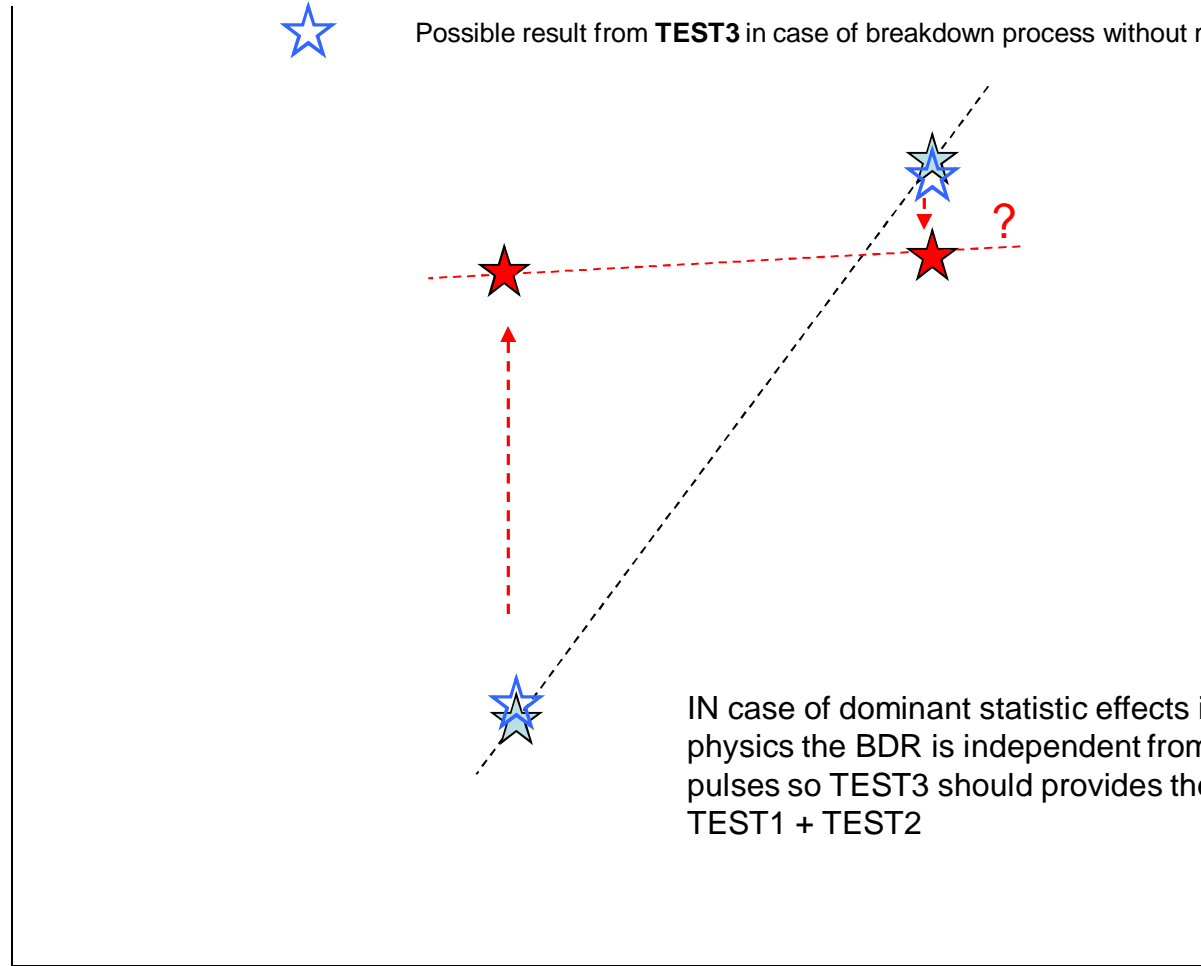 Possible result from TEST3 in case of breakdown process without
?
IN case of dominant statistic effects
physics the BDR is independent from
pulses so TEST3 should provides the
TEST1 + TEST2